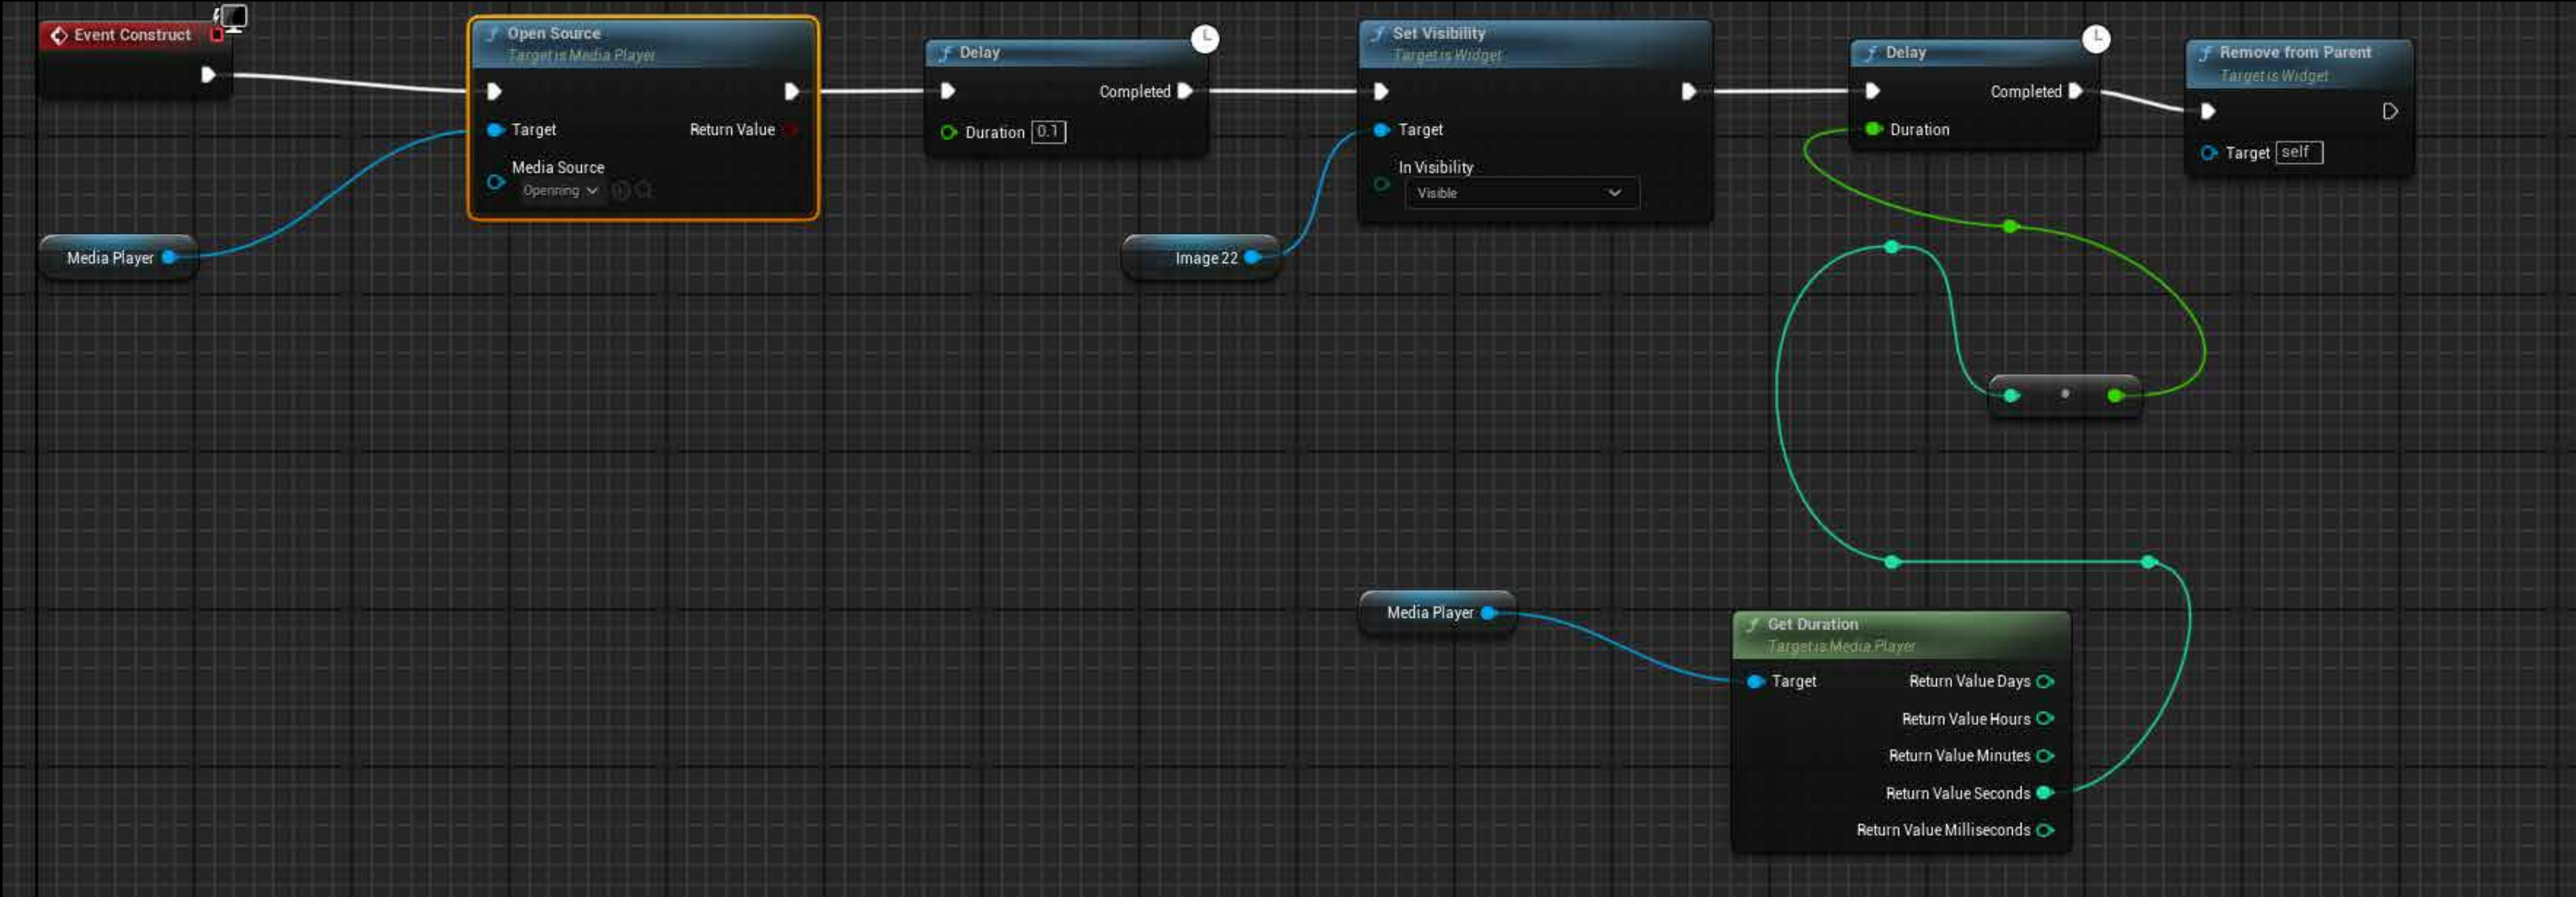 Event Construct
Open Source
Target is Media Player
Target
Return Value
Media Source
Openning
Media Player
Delay
Completed
Duration 0.1
Set Visibility
Target is Widget
Target
In Visibility
Visible
Image 22
Delay
Completed
Duration
Remove from Parent
Target is Widget
Target self
Media Player
Get Duration
Target is Media Player
Target
Return Value Days
Return Value Hours
Return Value Minutes
Return Value Seconds
Return Value Milliseconds